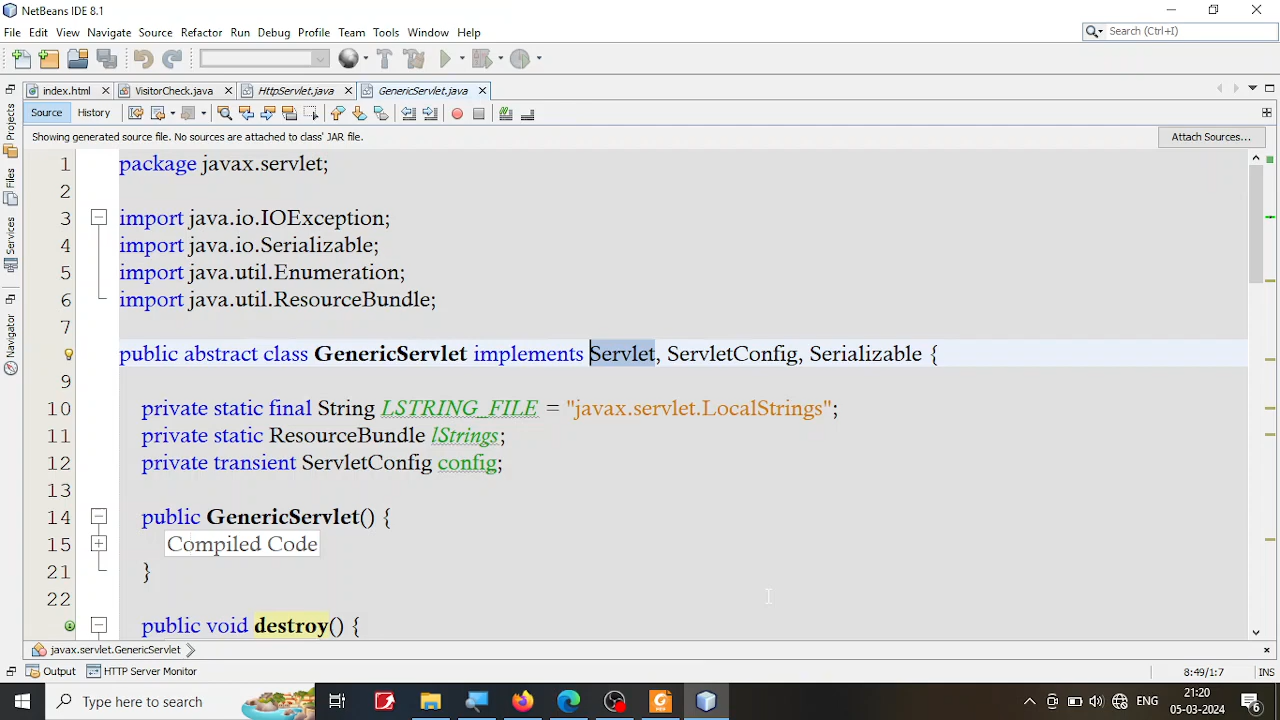 NetBeans IDE 8.1
File Edit View Navigate Source Refactor Run Debug Profile Team Tools Window Help
Search (Ctrl+I)
index.html VisitorCheck.java HttpServlet.java GenericServlet.java
Source History
Showing generated source file. No sources are attached to class' JAR file. Attach Sources...
Projects
Files
Services
Navigator
1 package javax.servlet;
2
3 import java.io.IOException;
4 import java.io.Serializable;
5 import java.util.Enumeration;
6 import java.util.ResourceBundle;
7
public abstract class GenericServlet implements Servlet, ServletConfig, Serializable {
9
10 private static final String LSTRING_FILE = "javax.servlet.LocalStrings";
11 private static ResourceBundle lStrings;
12 private transient ServletConfig config;
13
14 public GenericServlet() {
15 Compiled Code
21 }
22
public void destroy() {
javax.servlet.GenericServlet
Output HTTP Server Monitor
8:49/1:7 INS
Type here to search
ENG
21:20
05-03-2024
6